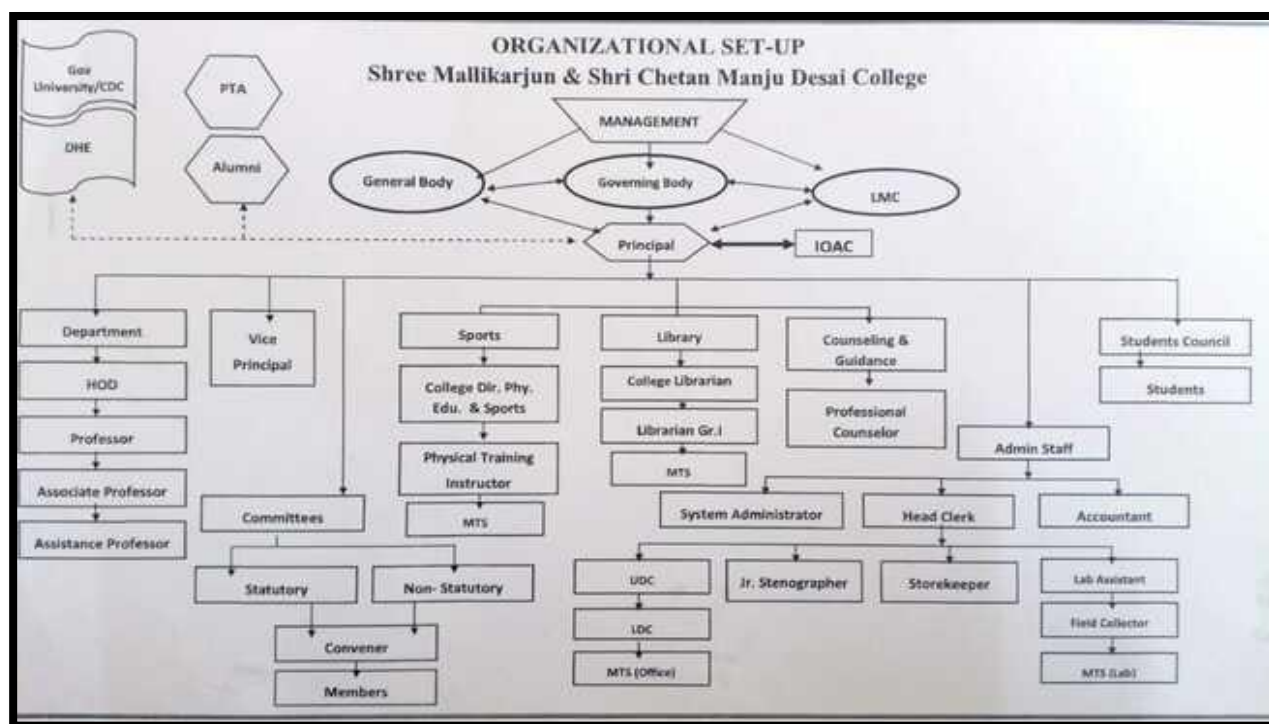 ORGANIZATIONAL SET-UP
Shree Mallikarjun & Shri Chetan Manju Desai College
Goa
University/CDC
DHE
PTA
Alumni
MANAGEMENT
General Body
Governing Body
LMC
Principal
IQAC
Department
HOD
Professor
Associate Professor
Assistance Professor
Vice
Principal
Committees
Statutory
Non- Statutory
Convener
Members
Sports
College Dir. Phy.
Edu. & Sports
Physical Training
Instructor
MTS
Library
College Librarian
Librarian Gr.I
MTS
Counseling &
Guidance
Professional
Counselor
Students Council
Students
Admin Staff
System Administrator
Head Clerk
Accountant
UDC
LDC
MTS (Office)
Jr. Stenographer
Storekeeper
Lab Assistant
Field Collector
MTS (Lab)